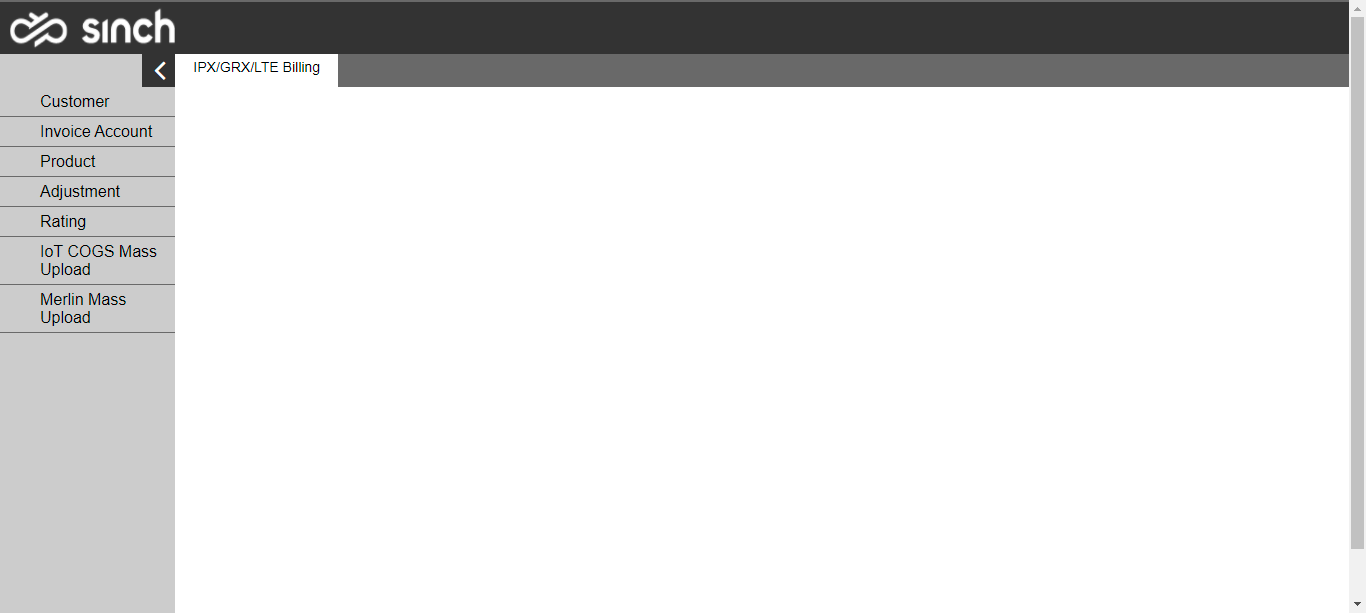 sinch
IPX/GRX/LTE Billing
Customer
Invoice Account
Product
Adjustment
Rating
IoT COGS Mass
Upload
Merlin Mass
Upload